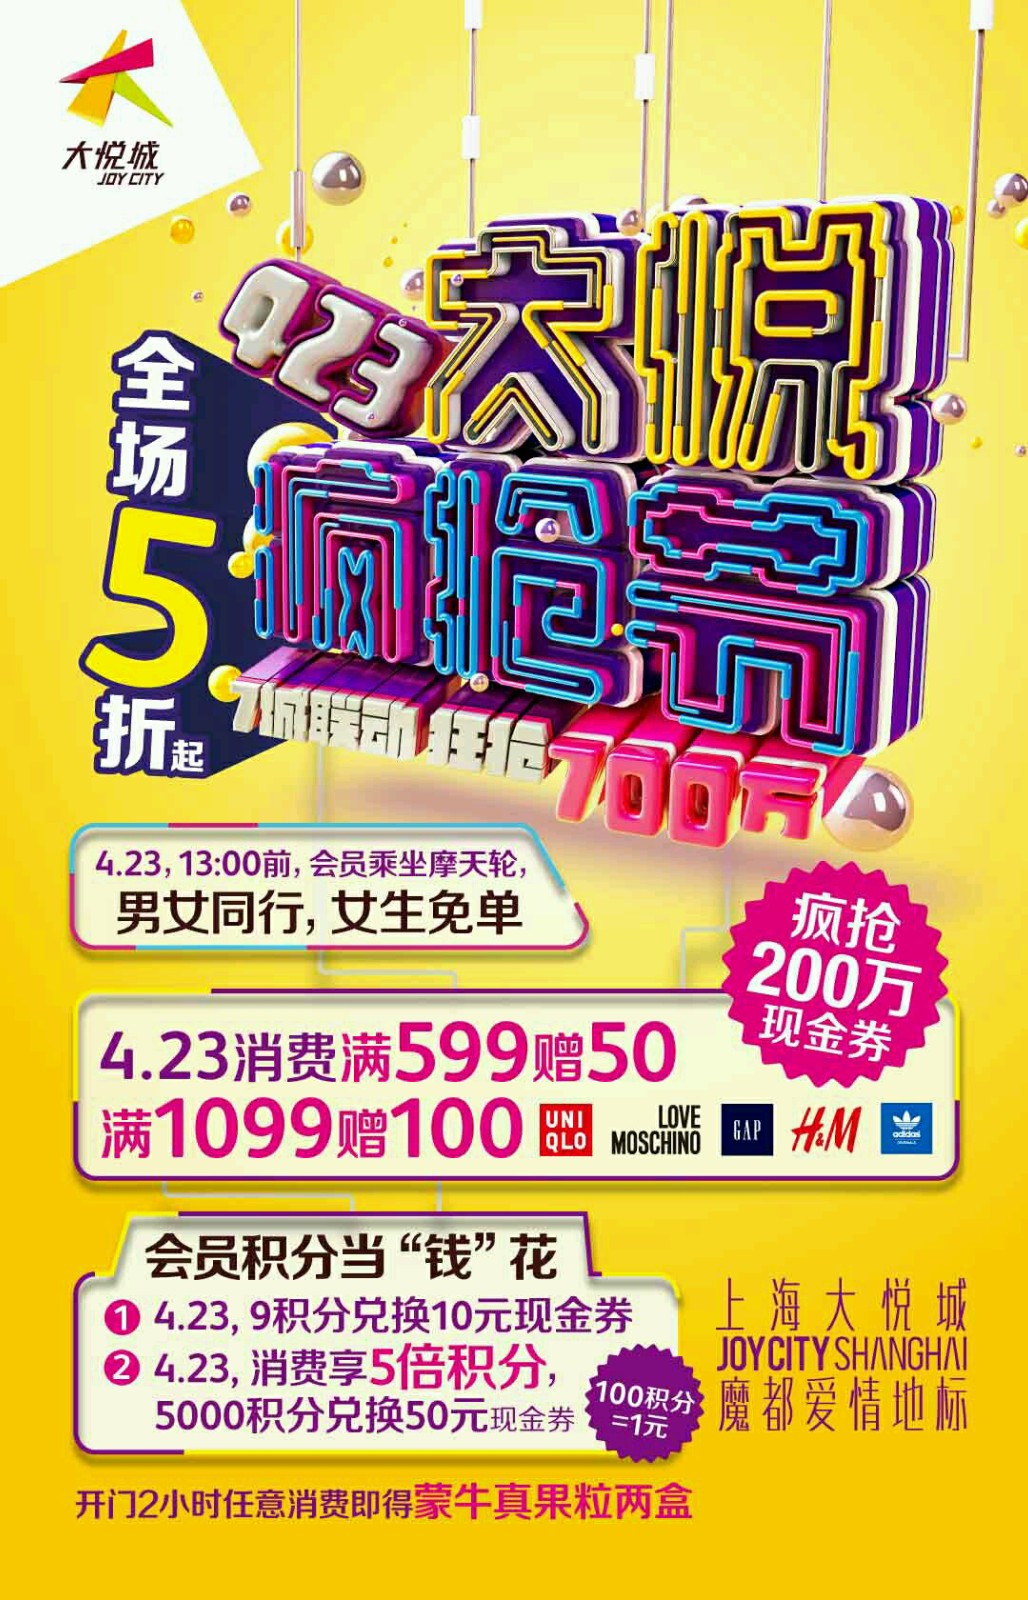 大悦城
JOY CITY
423
大悦
疯抢节
全场
5
折起
7城联动 狂抢
700万
4.23, 13:00前, 会员乘坐摩天轮,
男女同行, 女生免单
疯抢
200万
现金券
4.23消费满599赠50
满1099赠100
UNI
QLO
LOVE
MOSCHINO
GAP
H&M
adidas
会员积分当“钱”花
1 4.23, 9积分兑换10元现金券
2 4.23, 消费享5倍积分,
5000积分兑换50元现金券
100积分
=1元
上海大悦城
JOYCITY SHANGHAI
魔都爱情地标
开门2小时任意消费即得蒙牛真果粒两盒